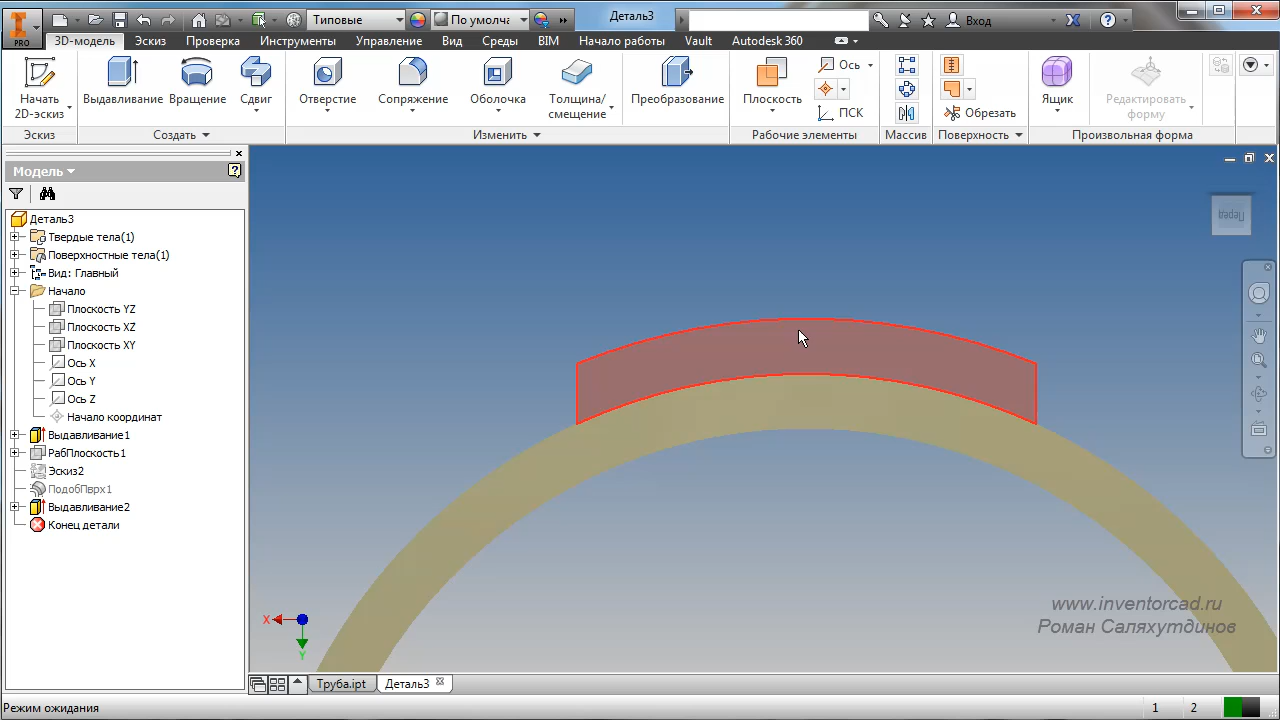 Типовые
По умолча
Деталь3
Вход
PRO
3D-модель
Эскиз
Проверка
Инструменты
Управление
Вид
Среды
BIM
Начало работы
Vault
Autodesk 360
Начать
2D-эскиз
Выдавливание
Вращение
Сдвиг
Отверстие
Сопряжение
Оболочка
Толщина/
смещение
Преобразование
Плоскость
Ось
ПСК
Обрезать
Ящик
Редактировать
форму
Эскиз
Создать
Изменить
Рабочие элементы
Массив
Поверхность
Произвольная форма
Модель
Деталь3
Твердые тела(1)
Поверхностные тела(1)
Вид: Главный
Начало
Плоскость YZ
Плоскость XZ
Плоскость XY
Ось X
Ось Y
Ось Z
Начало координат
Выдавливание1
РабПлоскость1
Эскиз2
ПодобПврх1
Выдавливание2
Конец детали
Перед
X
Y
www.inventorcad.ru
Роман Саляхутдинов
Труба.ipt
Деталь3
Режим ожидания
1
2